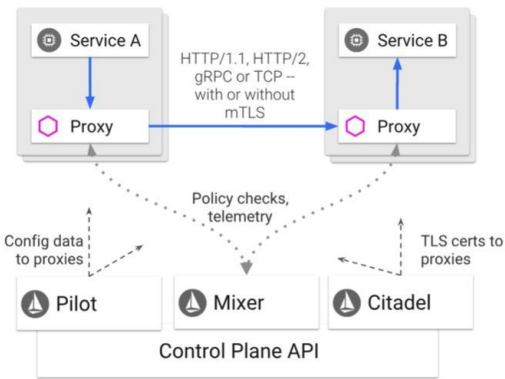 Service A
Service B
HTTP/1.1, HTTP/2,
gRPC or TCP --
with or without
mTLS
Proxy
Proxy
Policy checks,
telemetry
Config data
to proxies
TLS certs to
proxies
Pilot
Mixer
Citadel
Control Plane API